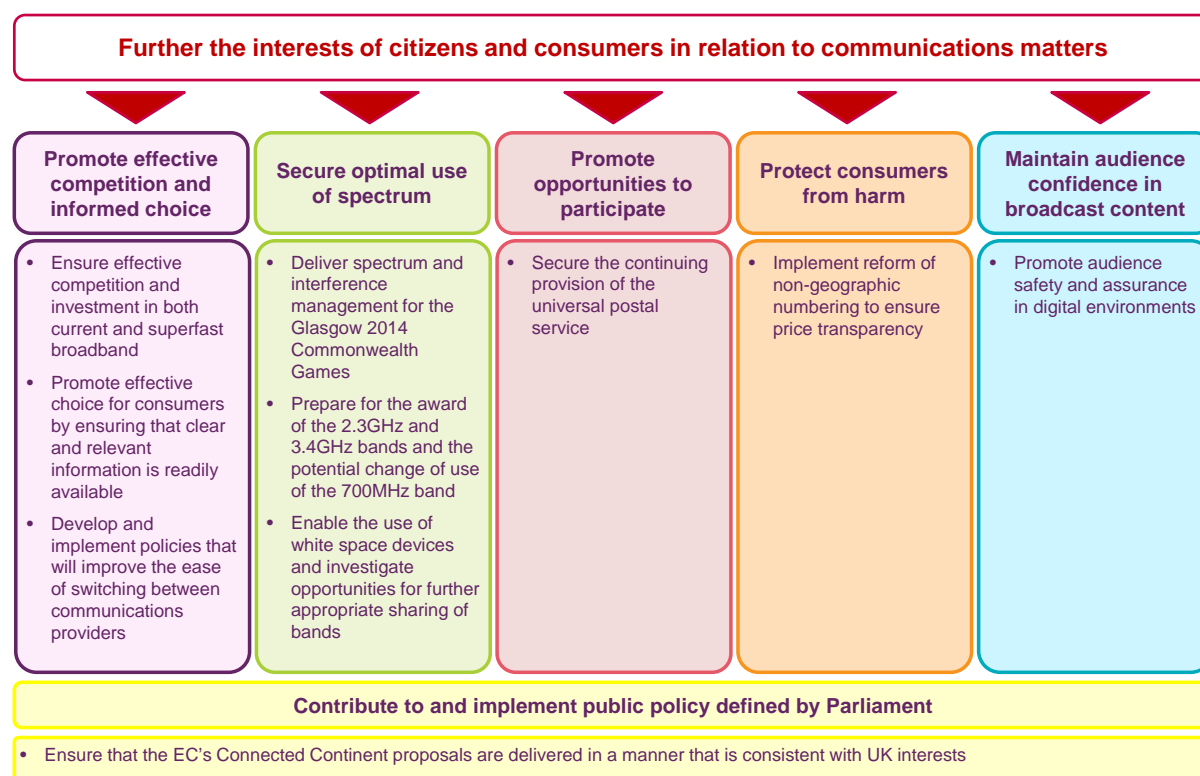 Further the interests of citizens and consumers in relation to communications matters
Promote effective
competition and
informed choice
• Ensure effective
competition and
investment in both
current and superfast
broadband
• Promote effective
choice for consumers
by ensuring that clear
and relevant
information is readily
available
• Develop and
implement policies that
will improve the ease
of switching between
communications
providers
Secure optimal use
of spectrum
• Deliver spectrum and
interference
management for the
Glasgow 2014
Commonwealth
Games
• Prepare for the award
of the 2.3GHz and
3.4GHz bands and the
potential change of use
of the 700MHz band
• Enable the use of
white space devices
and investigate
opportunities for further
appropriate sharing of
bands
Promote
opportunities to
participate
• Secure the continuing
provision of the
universal postal
service
Protect consumers
from harm
• Implement reform of
non-geographic
numbering to ensure
price transparency
Maintain audience
confidence in
broadcast content
• Promote audience
safety and assurance
in digital environments
Contribute to and implement public policy defined by Parliament
• Ensure that the EC's Connected Continent proposals are delivered in a manner that is consistent with UK interests